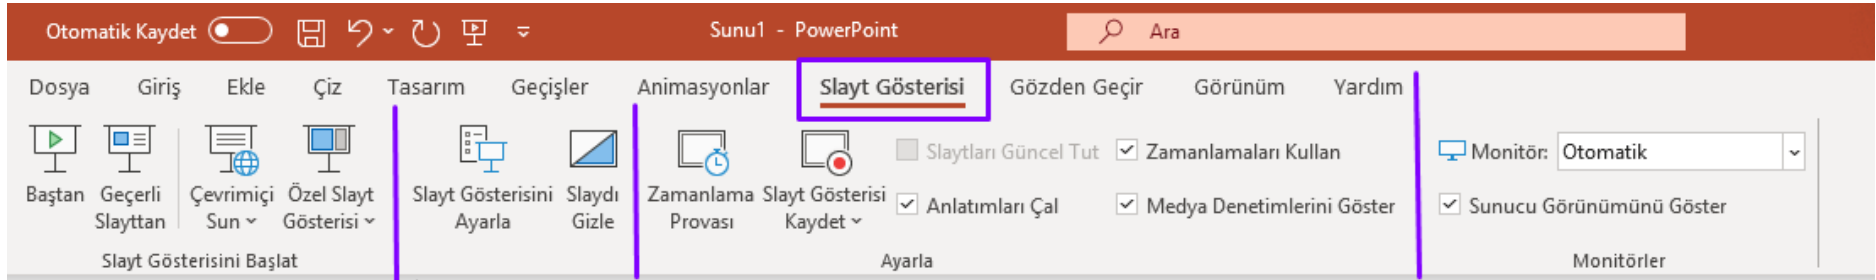 Otomatik Kaydet
Sunu1 - PowerPoint
Ara
Dosya Giriş Ekle Çiz Tasarım Geçişler Animasyonlar Slayt Gösterisi Gözden Geçir Görünüm Yardım
Baştan
Geçerli
Slayttan
Çevrimiçi
Sun
Özel Slayt
Gösterisi
Slayt Gösterisini Başlat
Slayt Gösterisini
Ayarla
Slaydı
Gizle
Zamanlama
Provası
Slayt Gösterisi
Kaydet
Slaytları Güncel Tut
Anlatımları Çal
Zamanlamaları Kullan
Medya Denetimlerini Göster
Ayarla
Monitör: Otomatik
Sunucu Görünümünü Göster
Monitörler